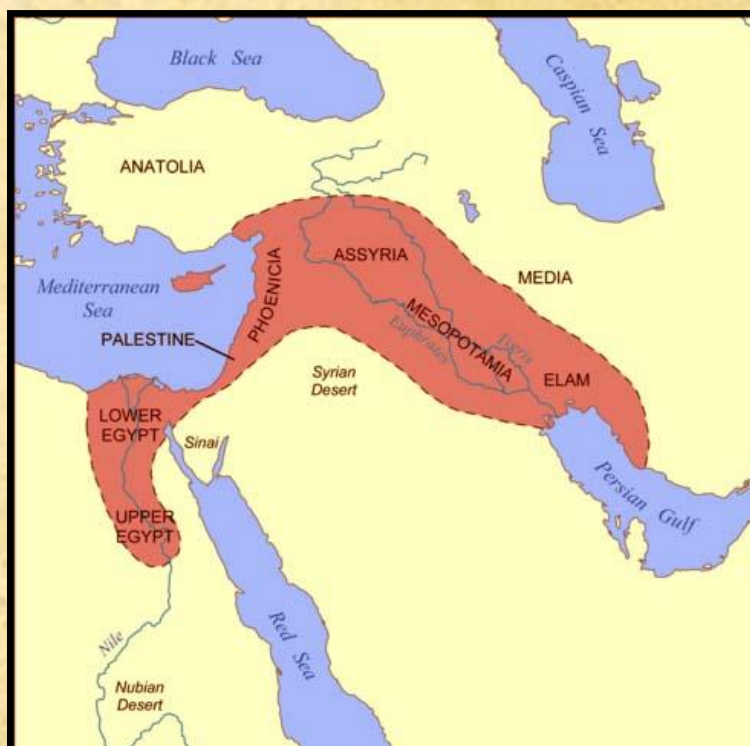 Black Sea
Caspian Sea
ANATOLIA
ASSYRIA
MEDIA
Mediterranean
Sea
PHOENICIA
MESOPOTAMIA
Euphrates
Tigris
PALESTINE
Syrian
Desert
ELAM
LOWER
EGYPT
Sinai
Persian Gulf
UPPER
EGYPT
Nile
Red Sea
Nubian
Desert